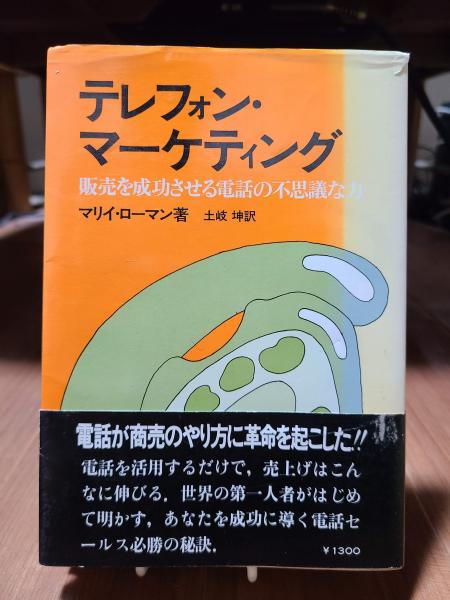 テレフォン・
マーケティング
販売を成功させる電話の不思議な力
マリイ・ローマン著 土岐 坤訳
電話が商売のやり方に革命を起こした!!
電話を活用するだけで，売上げはこん
なに伸びる．世界の第一人者がはじめ
て明かす，あなたを成功に導く電話セ
ールス必勝の秘訣．
￥1300